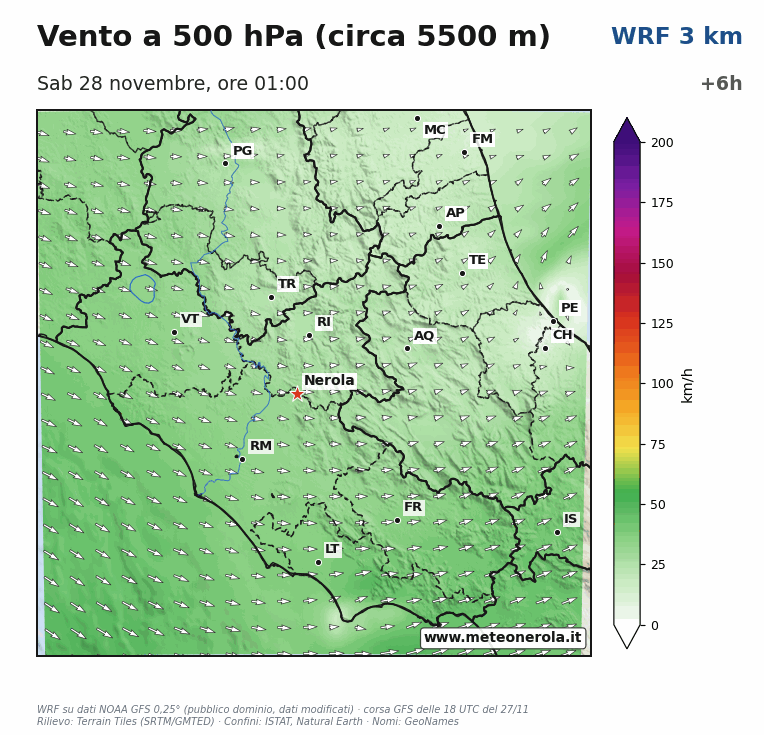 Vento a 500 hPa (circa 5500 m)
WRF 3 km
Sab 28 novembre, ore 01:00
+6h
MC
FM
PG
AP
TE
TR
PE
VT
RI
AQ
CH
Nerola
RM
FR
IS
LT
www.meteonerola.it
200
175
150
125
100
75
50
25
0
km/h
WRF su dati NOAA GFS 0,25° (pubblico dominio, dati modificati) · corsa GFS delle 18 UTC del 27/11
Rilievo: Terrain Tiles (SRTM/GMTED) · Confini: ISTAT, Natural Earth · Nomi: GeoNames